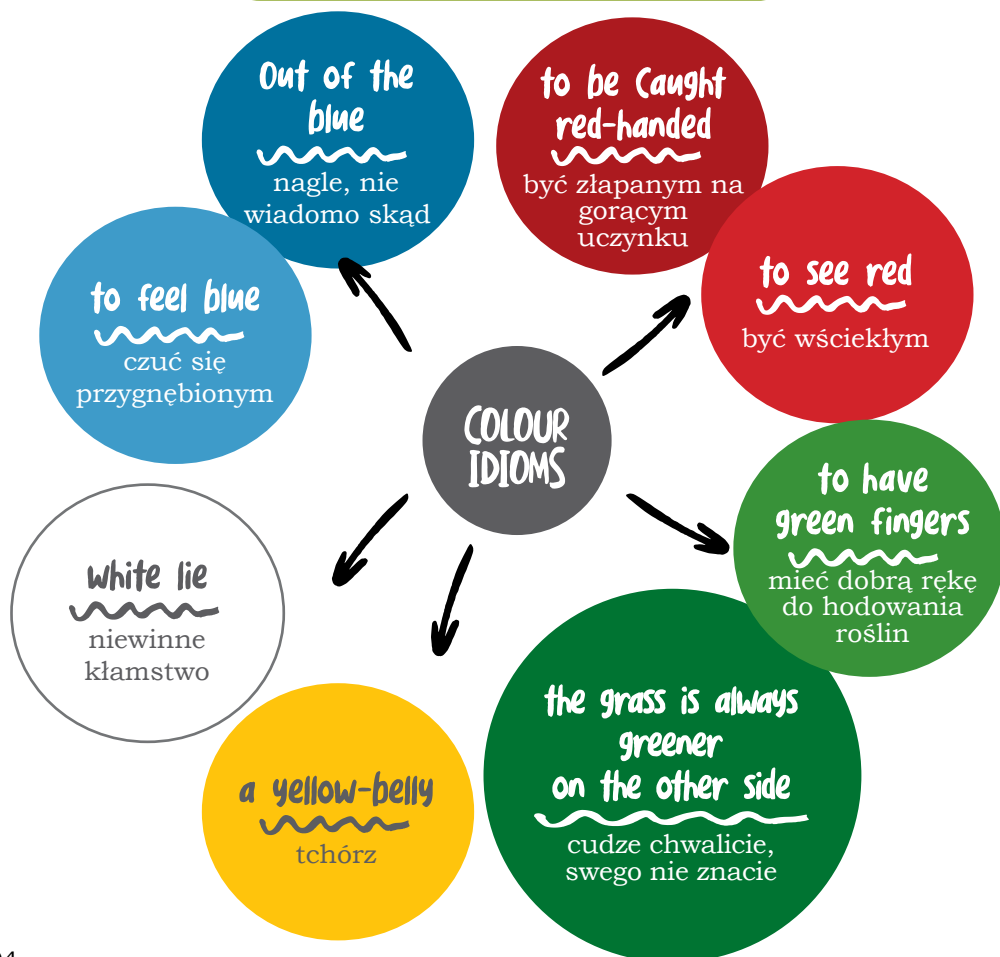 Out of the
blue
nagle, nie
wiadomo skąd
to be Caught
red-handed
być złapanym na
gorącym
uczynku
to feel blue
czuć się
przygnębionym
to see red
być wściekłym
COLOUR
IDIOMS
to have
green fingers
mieć dobrą rękę
do hodowania
roślin
white lie
niewinne
kłamstwo
the grass is always
greener
on the other side
cudze chwalicie,
swego nie znacie
a yellow-belly
tchórz